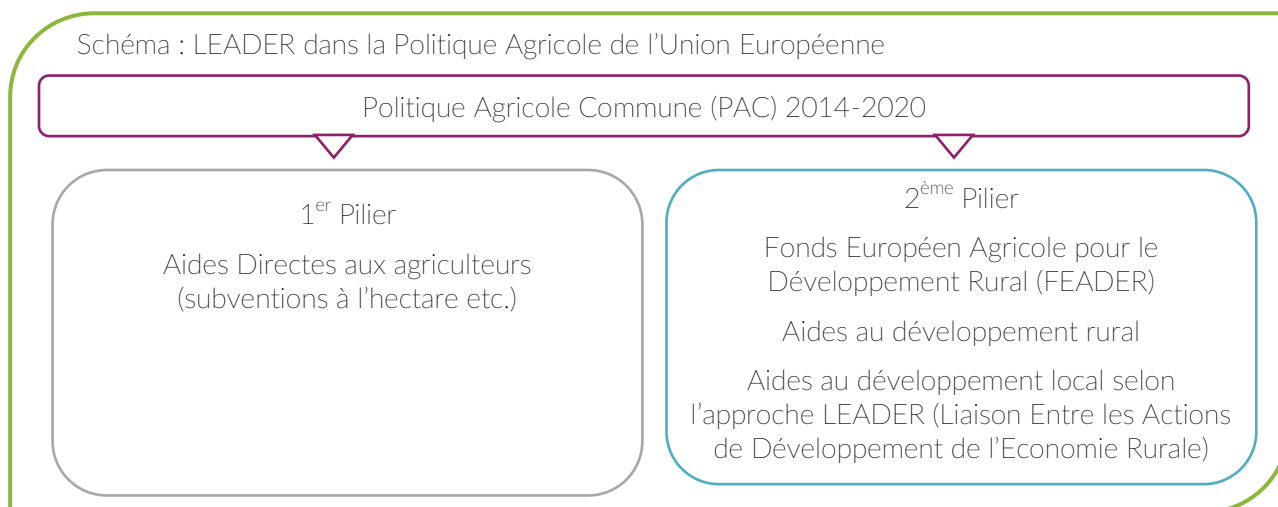 Schéma : LEADER dans la Politique Agricole de l’Union Européenne
Politique Agricole Commune (PAC) 2014-2020
1er Pilier
Aides Directes aux agriculteurs
(subventions à l’hectare etc.)
2ème Pilier
Fonds Européen Agricole pour le
Développement Rural (FEADER)
Aides au développement rural
Aides au développement local selon
l’approche LEADER (Liaison Entre les Actions
de Développement de l’Economie Rurale)